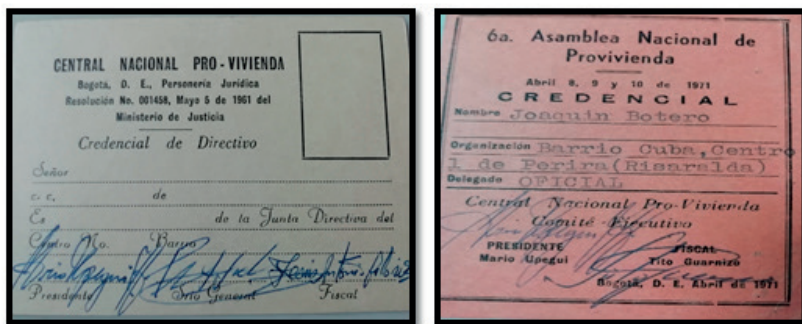 CENTRAL NACIONAL PRO-VIVIENDA
Bogotá, D. E., Personería Jurídica
Resolución No. 001458, Mayo 5 de 1961 del
Ministerio de Justicia
Credencial de Directivo
Señor
c. c. de
Es de la Junta Directiva del
Centro No. Barrio
Presidente Srio General Fiscal
6a. Asamblea Nacional de
Provivienda
Abril 8, 9 y 10 de 1971
CREDENCIAL
Nombre Joaquin Botero
Organización Barrio Cuba, Centro
1 de Perira(Risaralda)
Delegado OFICIAL
Central Nacional Pro-Vivienda
Comité Ejecutivo
PRESIDENTE FISCAL
Mario Upegui Tito Guarnizo
Bogotá, D. E. Abril de 1971